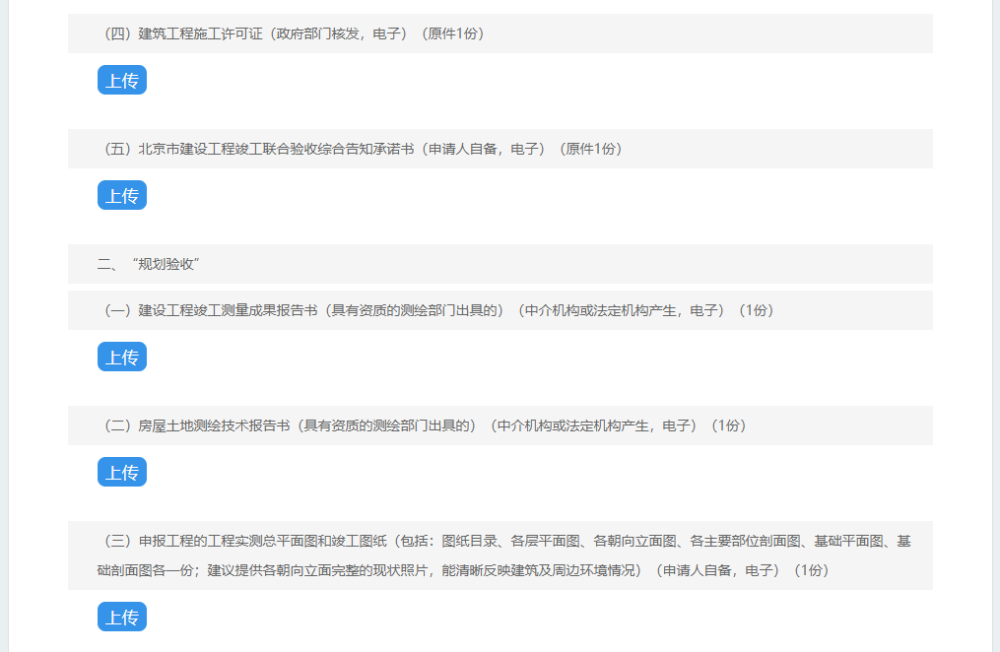 （四）建筑工程施工许可证（政府部门核发，电子）（原件1份）
上传
（五）北京市建设工程竣工联合验收综合告知承诺书（申请人自备，电子）（原件1份）
上传
二、“规划验收”
（一）建设工程竣工测量成果报告书（具有资质的测绘部门出具的）（中介机构或法定机构产生，电子）（1份）
上传
（二）房屋土地测绘技术报告书（具有资质的测绘部门出具的）（中介机构或法定机构产生，电子）（1份）
上传
（三）申报工程的工程实测总平面图和竣工图纸（包括：图纸目录、各层平面图、各朝向立面图、各主要部位剖面图、基础平面图、基
础剖面图各一份；建议提供各朝向立面完整的现状照片，能清晰反映建筑及周边环境情况）（申请人自备，电子）（1份）
上传